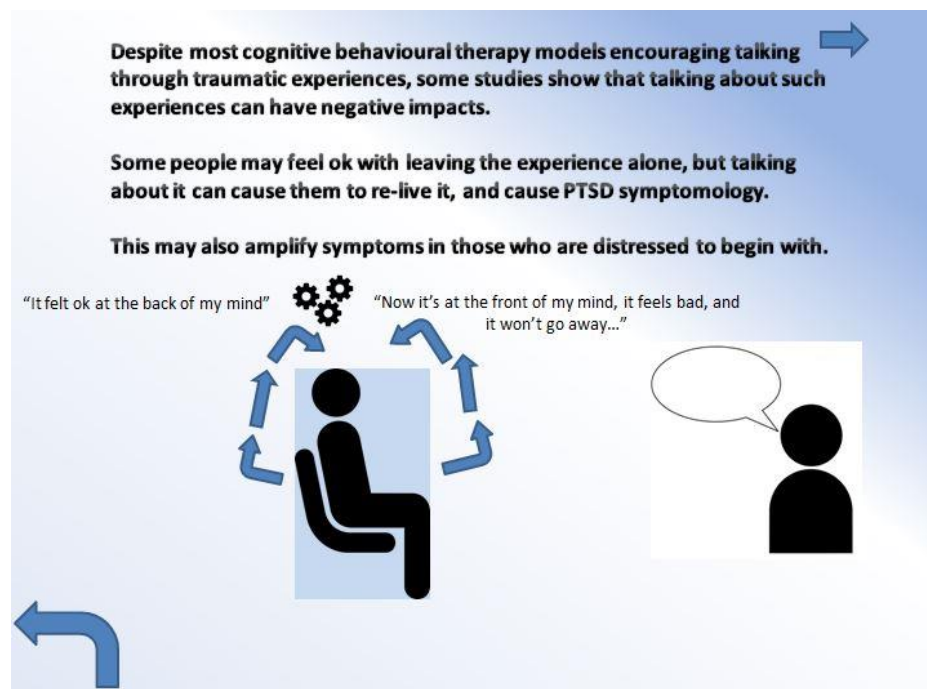 Despite most cognitive behavioural therapy models encouraging talking
through traumatic experiences, some studies show that talking about such
experiences can have negative impacts.
Some people may feel ok with leaving the experience alone, but talking
about it can cause them to re-live it, and cause PTSD symptomology.
This may also amplify symptoms in those who are distressed to begin with.
“It felt ok at the back of my mind”
“Now it’s at the front of my mind, it feels bad, and
it won’t go away…”